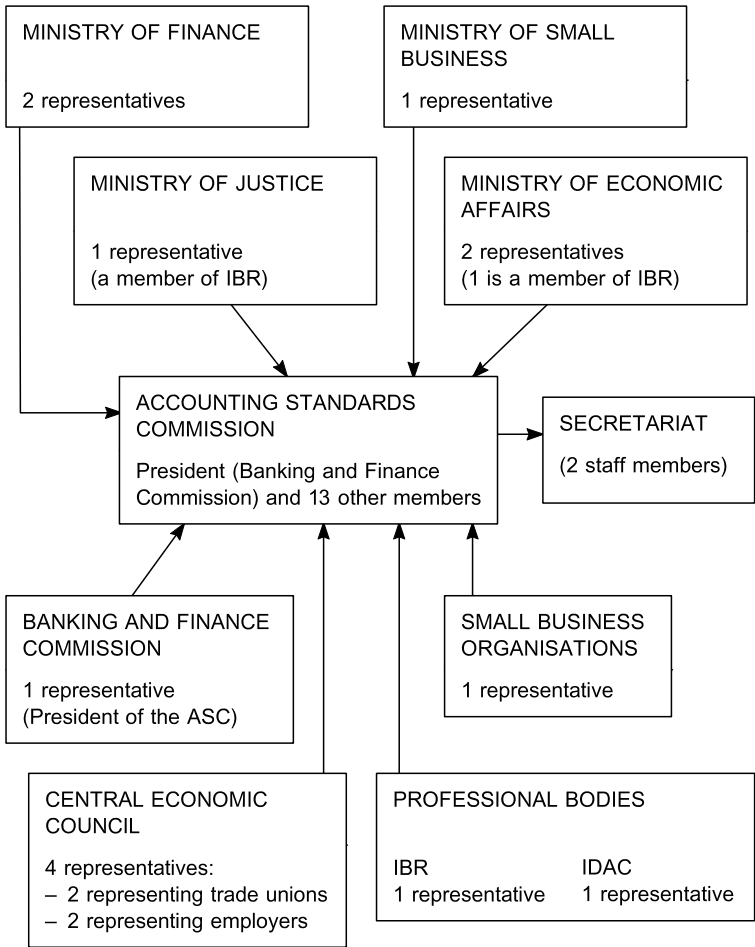 MINISTRY OF FINANCE
2 representatives
MINISTRY OF SMALL
BUSINESS
1 representative
MINISTRY OF JUSTICE
1 representative
(a member of IBR)
MINISTRY OF ECONOMIC
AFFAIRS
2 representatives
(1 is a member of IBR)
ACCOUNTING STANDARDS
COMMISSION
President (Banking and Finance
Commission) and 13 other members
SECRETARIAT
(2 staff members)
BANKING AND FINANCE
COMMISSION
1 representative
(President of the ASC)
SMALL BUSINESS
ORGANISATIONS
1 representative
CENTRAL ECONOMIC
COUNCIL
4 representatives:
– 2 representing trade unions
– 2 representing employers
PROFESSIONAL BODIES
IBR
1 representative
IDAC
1 representative